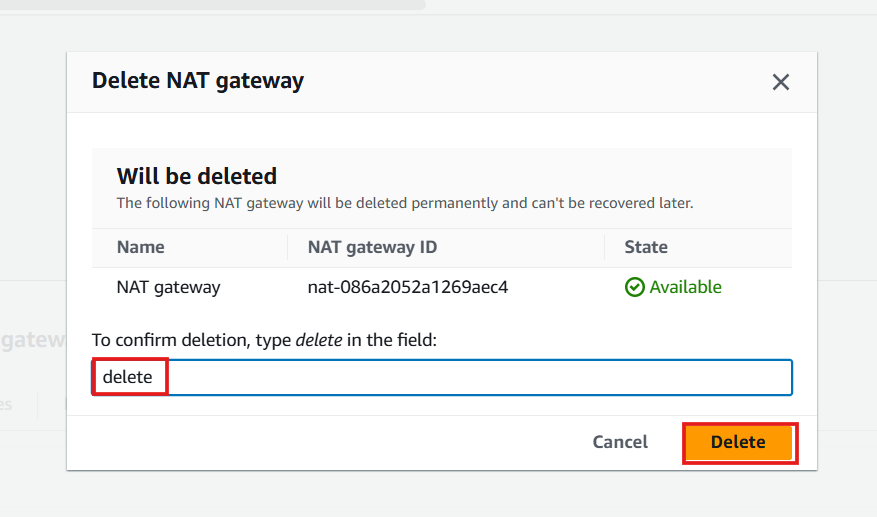 Delete NAT gateway
Will be deleted
The following NAT gateway will be deleted permanently and can't be recovered later.
Name NAT gateway ID State
NAT gateway nat-086a2052a1269aec4 Available
gatew
To confirm deletion, type delete in the field:
delete
es
Cancel Delete